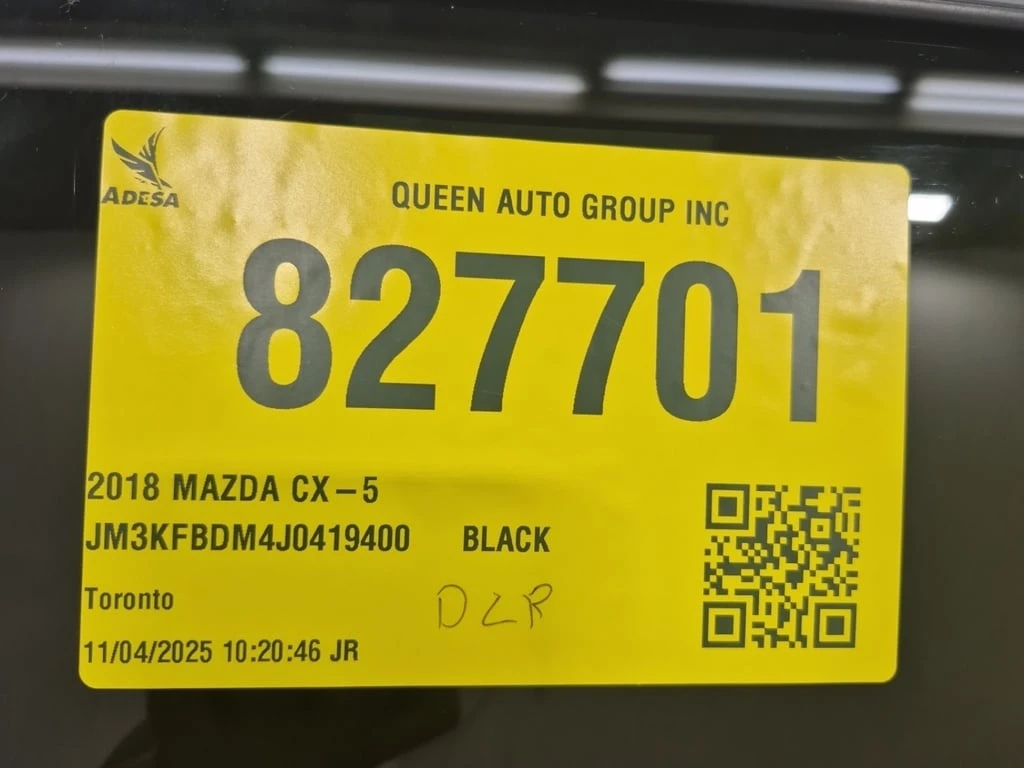 ADESA
QUEEN AUTO GROUP INC
827701
2018 MAZDA CX-5
JM3KFBDM4J0419400 BLACK
Toronto
DLR
11/04/2025 10:20:46 JR